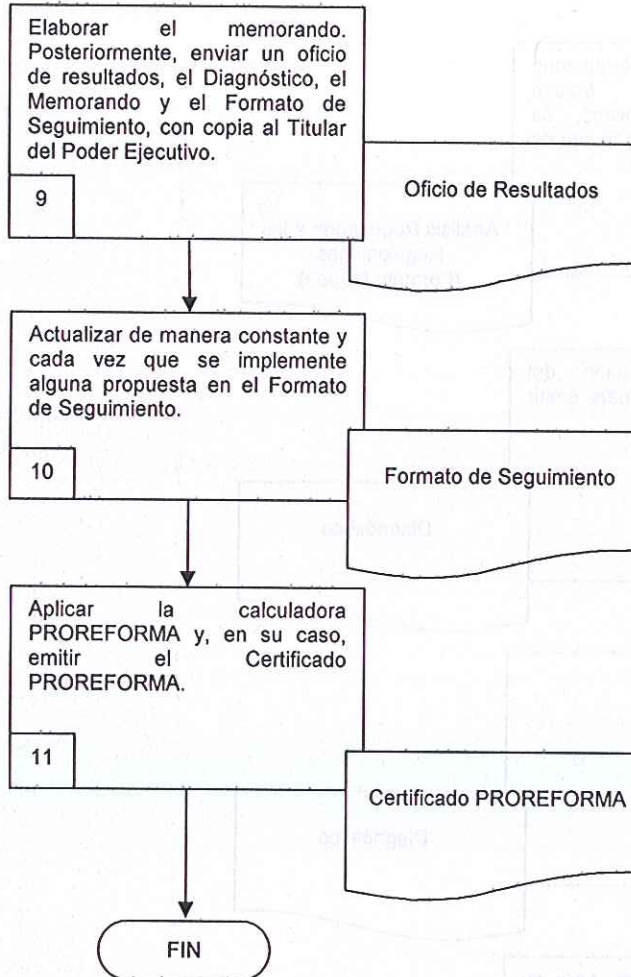 Elaborar el memorando.
Posteriormente, enviar un oficio
de resultados, el Diagnóstico, el
Memorando y el Formato de
Seguimiento, con copia al Titular
del Poder Ejecutivo.
9
Oficio de Resultados
Actualizar de manera constante y
cada vez que se implemente
alguna propuesta en el Formato
de Seguimiento.
10
Formato de Seguimiento
Aplicar la calculadora
PROREFORMA y, en su caso,
emitir el Certificado
PROREFORMA.
11
Certificado PROREFORMA
FIN